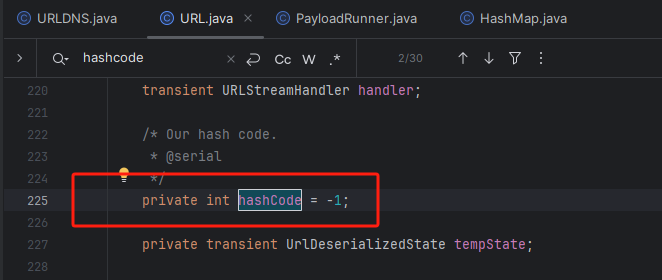 URLDNS.java URL.java PayloadRunner.java HashMap.java
hashcode Cc W .* 2/30
220 transient URLStreamHandler handler;
221
222 /* Our hash code.
223 * @serial
224 */
225 private int hashCode = -1;
226
227 private transient UrlDeserializedState tempState;
228